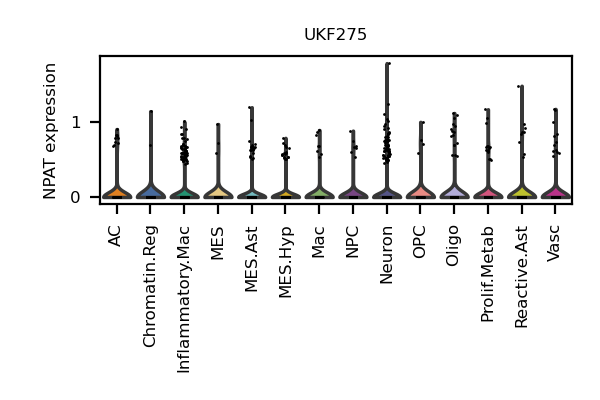 UKF275
NPAT expression
1
0
AC
Chromatin.Reg
Inflammatory.Mac
MES
MES.Ast
MES.Hyp
Mac
NPC
Neuron
OPC
Oligo
Prolif.Metab
Reactive.Ast
Vasc